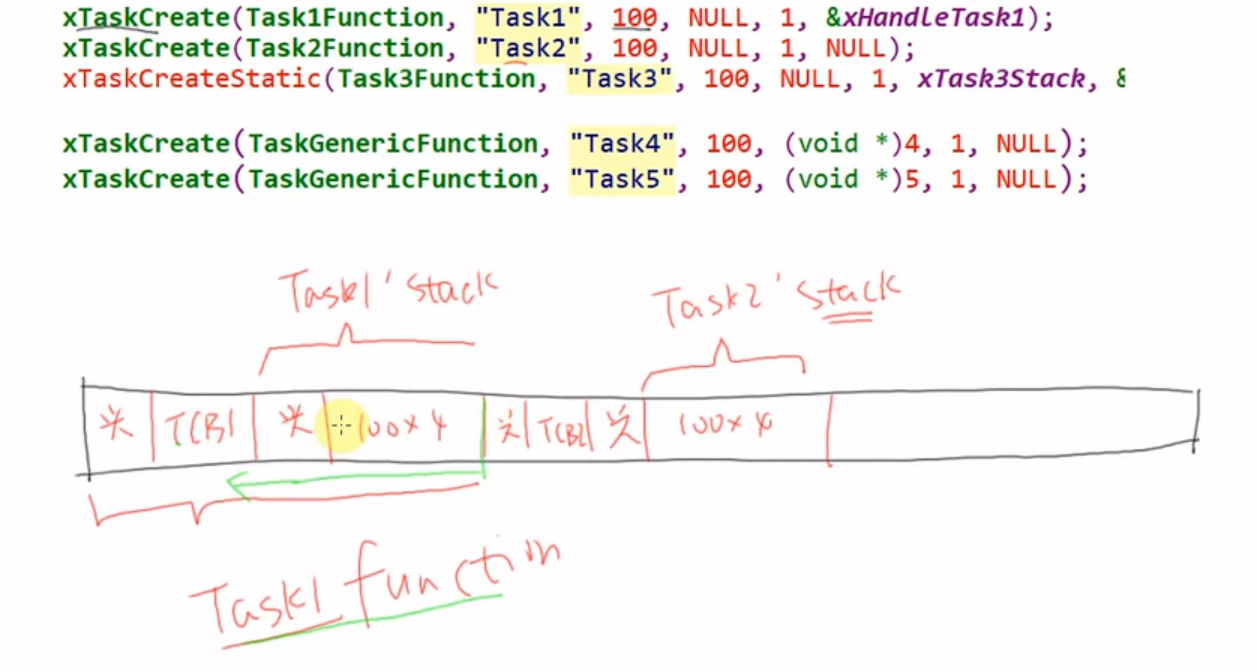 xTaskCreate(Task1Function, "Task1", 100, NULL, 1, &xHandleTask1);
xTaskCreate(Task2Function, "Task2", 100, NULL, 1, NULL);
xTaskCreateStatic(Task3Function, "Task3", 100, NULL, 1, xTask3Stack, &
xTaskCreate(TaskGenericFunction, "Task4", 100, (void *)4, 1, NULL);
xTaskCreate(TaskGenericFunction, "Task5", 100, (void *)5, 1, NULL);
Task1' stack
Task2' stack
头 TCB1 头 100×4 头 TCB2 头 100×4
Task1 function